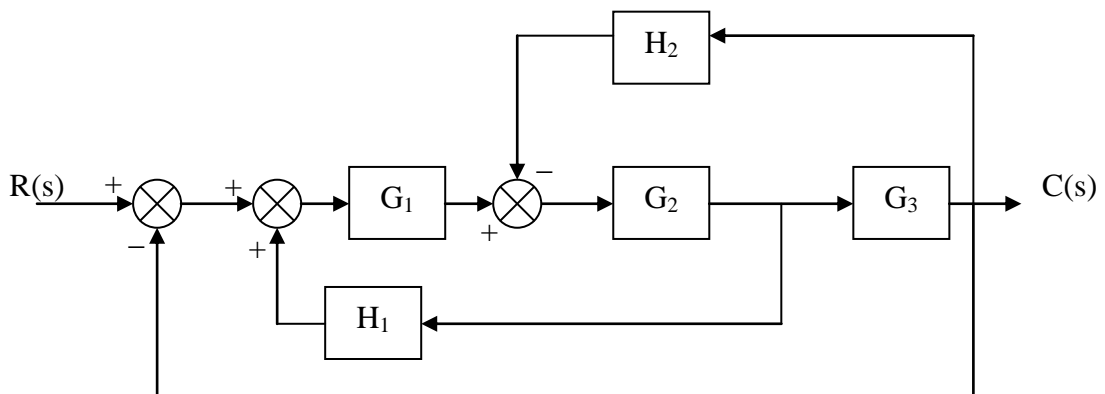 H₂
R(s) + + G₁ − G₂ G₃ C(s)
− + +
H₁